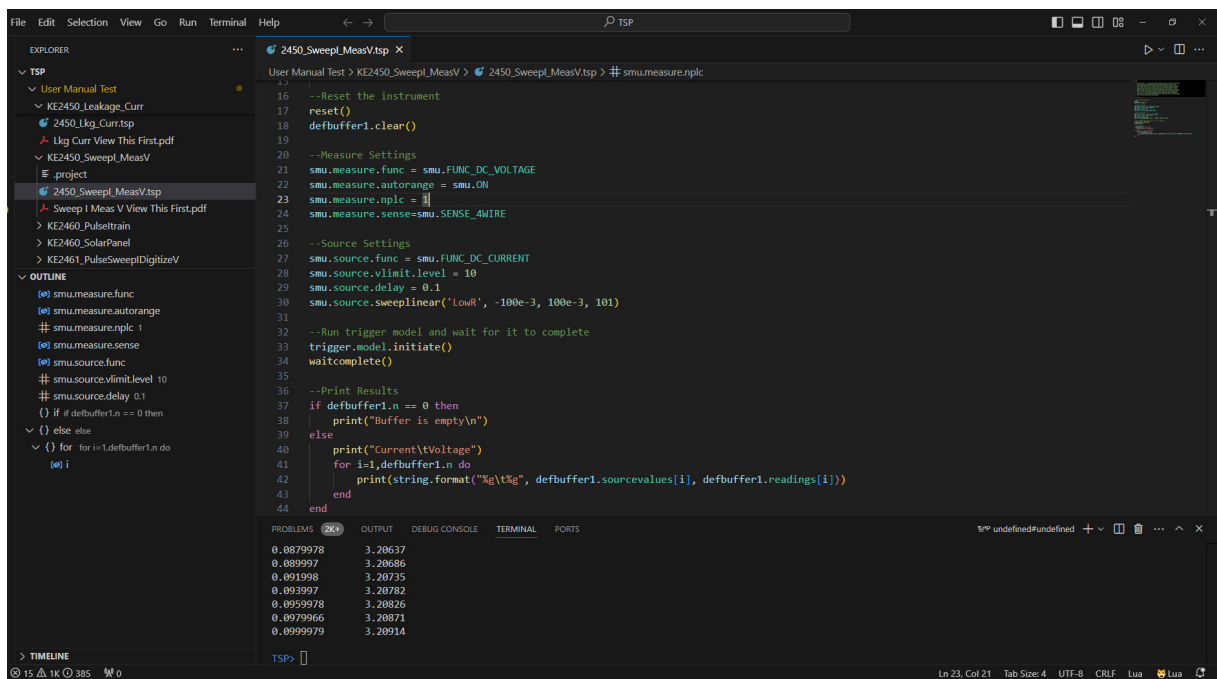 File Edit Selection View Go Run Terminal Help
TSP
EXPLORER
TSP
User Manual Test
KE2450_Leakage_Curr
2450_Lkg_Curr.tsp
Lkg Curr View This First.pdf
KE2450_SweepI_MeasV
.project
2450_SweepI_MeasV.tsp
Sweep I Meas V View This First.pdf
KE2460_PulseItrain
KE2460_SolarPanel
KE2461_PulseSweepIDigitizeV
OUTLINE
smu.measure.func
smu.measure.autorange
smu.measure.nplc 1
smu.measure.sense
smu.source.func
smu.source.vlimit.level 10
smu.source.delay 0.1
{} if if defbuffer1.n == 0 then
{} else else
{} for for i=1,defbuffer1.n do
i
TIMELINE
2450_SweepI_MeasV.tsp
User Manual Test > KE2450_SweepI_MeasV > 2450_SweepI_MeasV.tsp > smu.measure.nplc
15
16 --Reset the instrument
17 reset()
18 defbuffer1.clear()
19
20 --Measure Settings
21 smu.measure.func = smu.FUNC_DC_VOLTAGE
22 smu.measure.autorange = smu.ON
23 smu.measure.nplc = 1
24 smu.measure.sense=smu.SENSE_4WIRE
25
26 --Source Settings
27 smu.source.func = smu.FUNC_DC_CURRENT
28 smu.source.vlimit.level = 10
29 smu.source.delay = 0.1
30 smu.source.sweeplinear('LowR', -100e-3, 100e-3, 101)
31
32 --Run trigger model and wait for it to complete
33 trigger.model.initiate()
34 waitcomplete()
35
36 --Print Results
37 if defbuffer1.n == 0 then
38 print("Buffer is empty\n")
39 else
40 print("Current\tVoltage")
41 for i=1,defbuffer1.n do
42 print(string.format("%g\t%g", defbuffer1.sourcevalues[i], defbuffer1.readings[i]))
43 end
44 end
PROBLEMS 2K+ OUTPUT DEBUG CONSOLE TERMINAL PORTS
undefined#undefined
0.0879978 3.20637
0.089997 3.20686
0.091998 3.20735
0.093997 3.20782
0.0959978 3.20826
0.0979966 3.20871
0.0999979 3.20914
TSP>
15 1K 385 0
Ln 23, Col 21 Tab Size: 4 UTF-8 CRLF Lua Lua